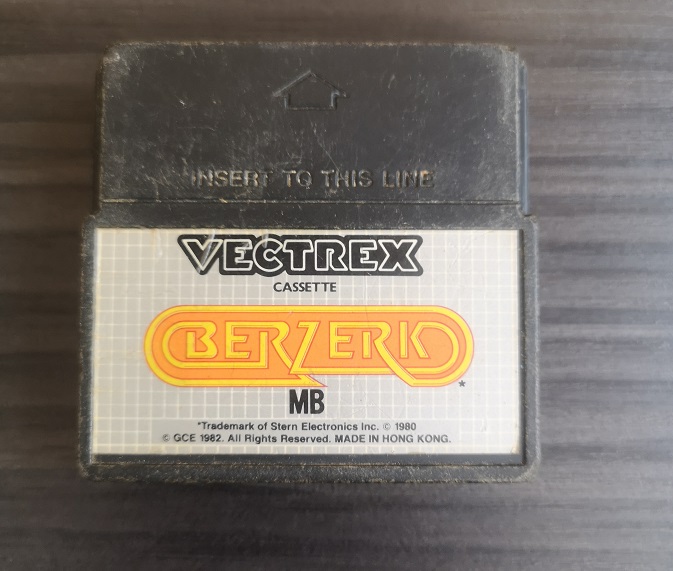 INSERT TO THIS LINE
VECTREX
CASSETTE
BERZERK
*
MB
*Trademark of Stern Electronics Inc. © 1980
© GCE 1982. All Rights Reserved. MADE IN HONG KONG.